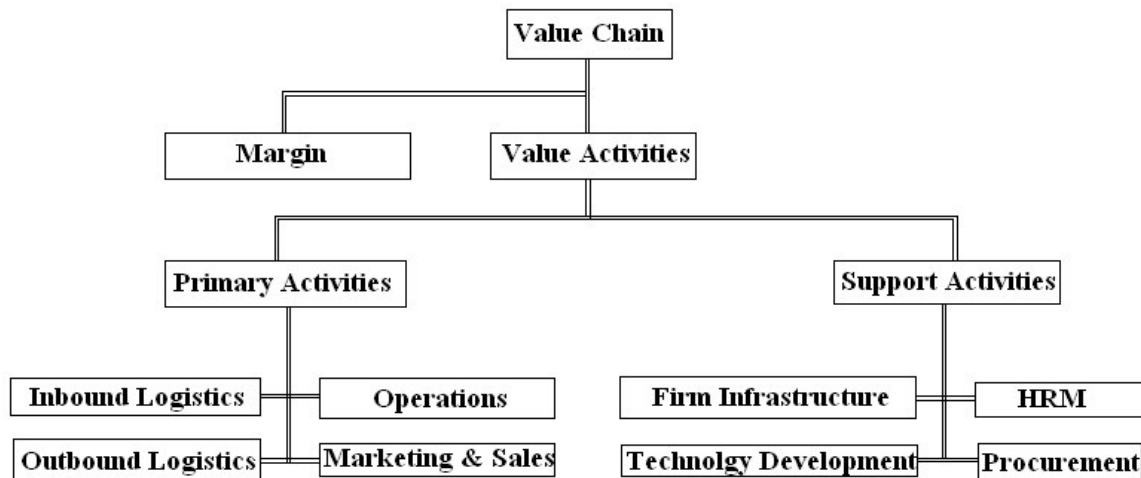 Value Chain
Margin
Value Activities
Primary Activities
Support Activities
Inbound Logistics
Operations
Firm Infrastructure
HRM
Outbound Logistics
Marketing & Sales
Technolgy Development
Procurement